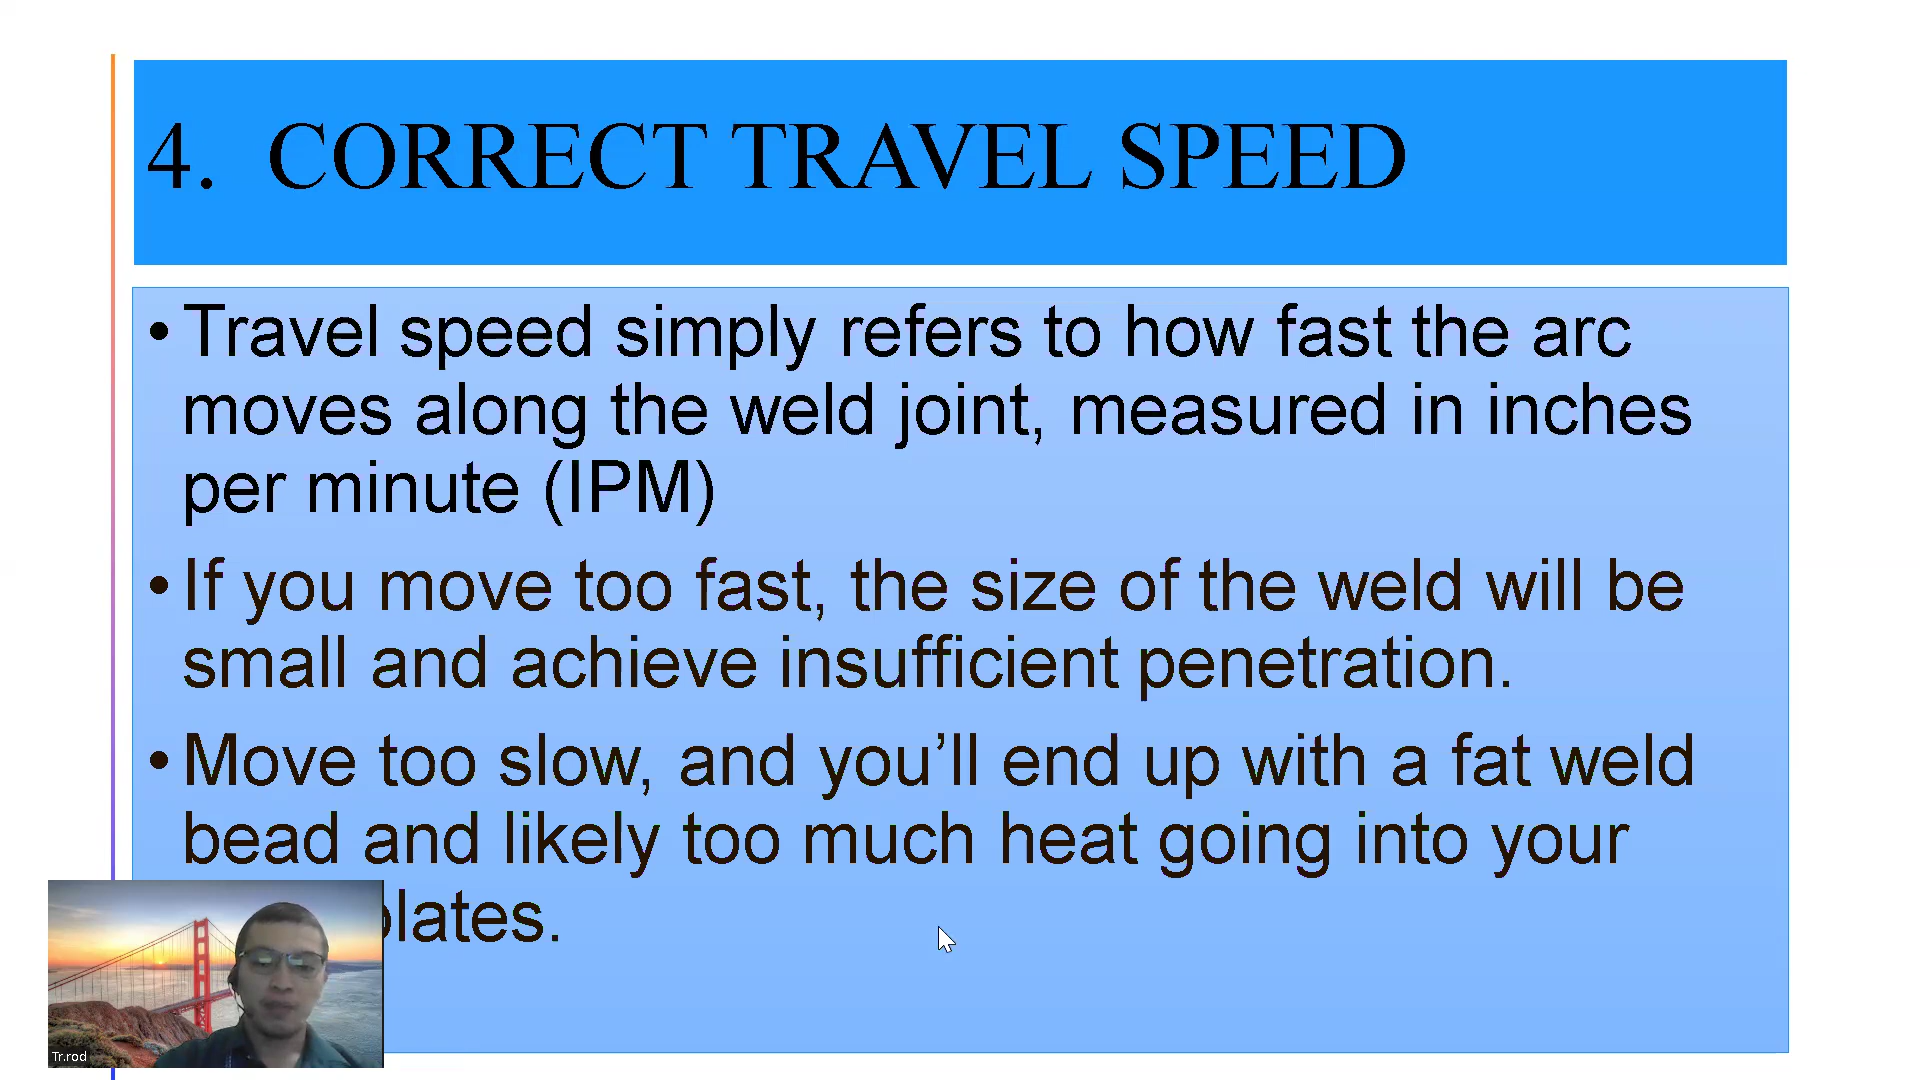 4. CORRECT TRAVEL SPEED
• Travel speed simply refers to how fast the arc
moves along the weld joint, measured in inches
per minute (IPM)
• If you move too fast, the size of the weld will be
small and achieve insufficient penetration.
• Move too slow, and you’ll end up with a fat weld
bead and likely too much heat going into your
plates.
Tr.rod